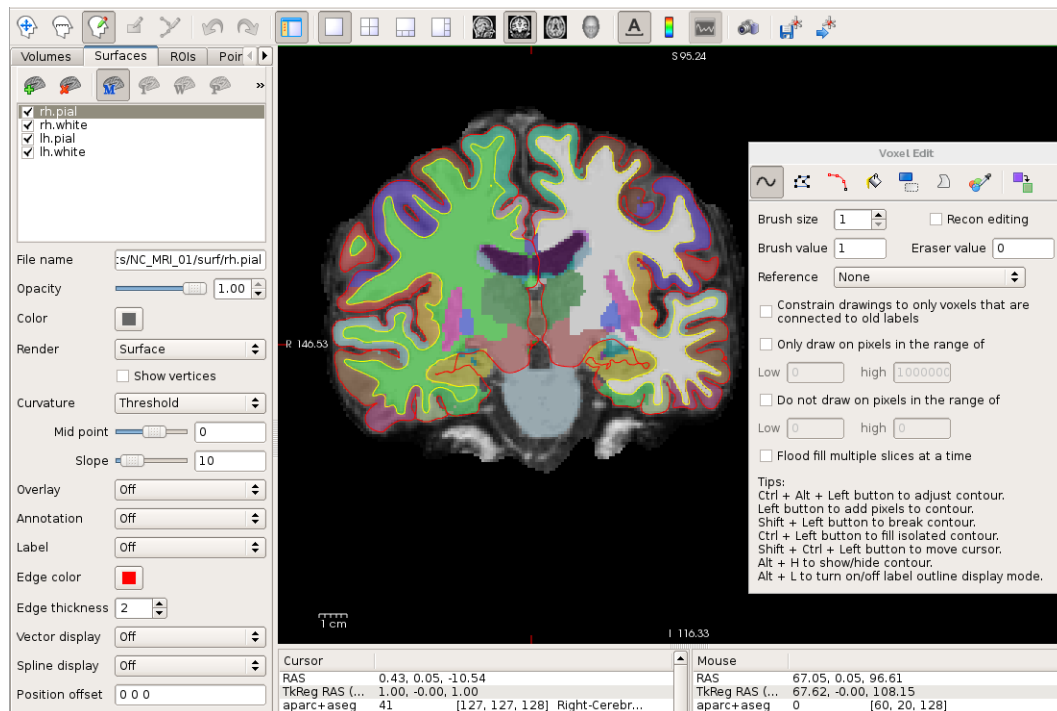 A
Volumes Surfaces ROIs Poir
M I W P »
rh.pial
rh.white
lh.pial
lh.white
File name :s/NC_MRI_01/surf/rh.pial
Opacity 1.00
Color
Render Surface
Show vertices
Curvature Threshold
Mid point 0
Slope 10
Overlay Off
Annotation Off
Label Off
Edge color
Edge thickness 2
Vector display Off
Spline display Off
Position offset 0 0 0
S 95.24
R 146.53
1 cm
I 116.33
Voxel Edit
Brush size 1 Recon editing
Brush value 1 Eraser value 0
Reference None
Constrain drawings to only voxels that are
connected to old labels
Only draw on pixels in the range of
Low 0 high 1000000
Do not draw on pixels in the range of
Low 0 high 0
Flood fill multiple slices at a time
Tips:
Ctrl + Alt + Left button to adjust contour.
Left button to add pixels to contour.
Shift + Left button to break contour.
Ctrl + Left button to fill isolated contour.
Shift + Ctrl + Left button to move cursor.
Alt + H to show/hide contour.
Alt + L to turn on/off label outline display mode.
Cursor
RAS 0.43, 0.05, -10.54
TkReg RAS (... 1.00, -0.00, 1.00
aparc+aseg 41 [127, 127, 128] Right-Cerebr...
Mouse
RAS 67.05, 0.05, 96.61
TkReg RAS (... 67.62, -0.00, 108.15
aparc+aseg 0 [60, 20, 128]